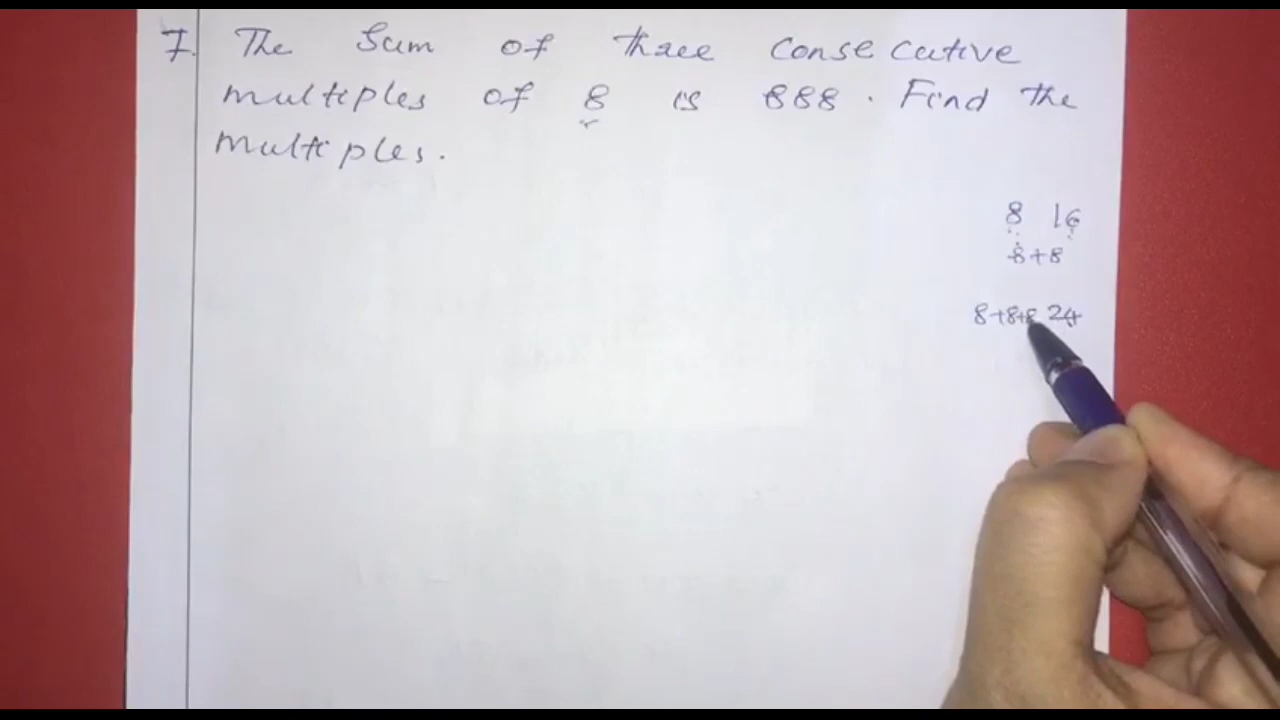 7. The Sum of three consecutive
multiples of 8 is 888. Find the
multiples.
8 16
8+8
8+8+8 24